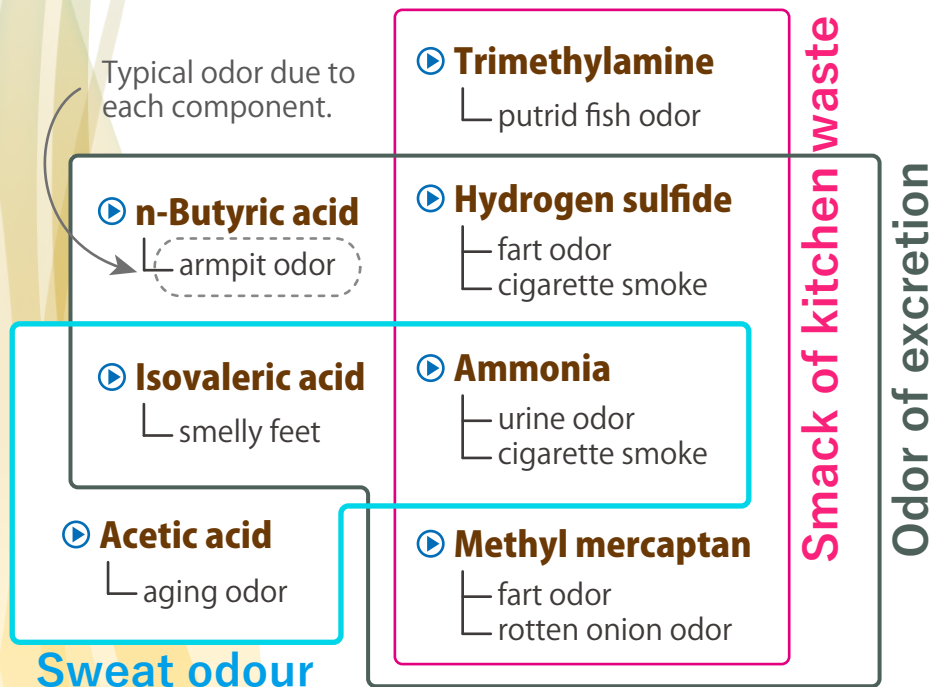 Typical odor due to
each component.
Trimethylamine
putrid fish odor
n-Butyric acid
armpit odor
Hydrogen sulfide
fart odor
cigarette smoke
Isovaleric acid
smelly feet
Ammonia
urine odor
cigarette smoke
Acetic acid
aging odor
Methyl mercaptan
fart odor
rotten onion odor
Sweat odour
Smack of kitchen waste
Odor of excretion